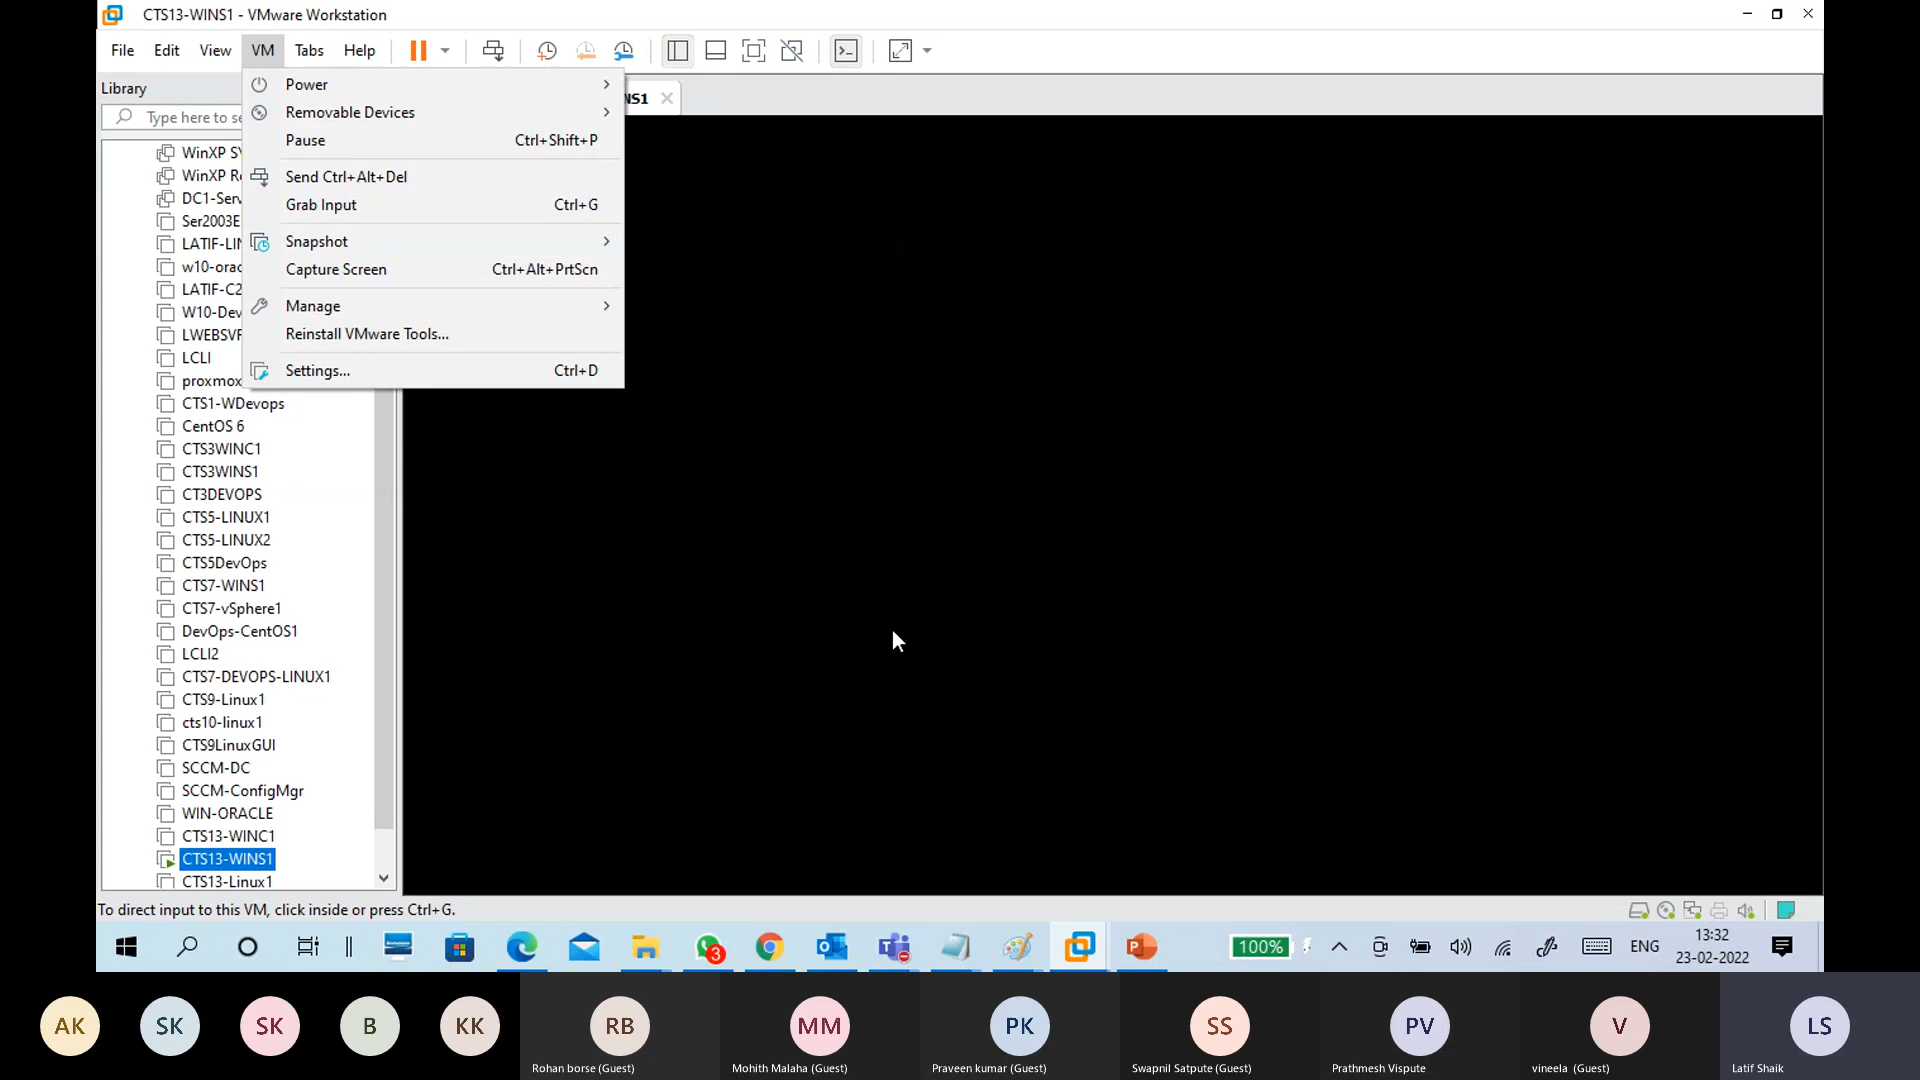 CTS13-WINS1 - VMware Workstation
File Edit View VM Tabs Help
Library
Type here to se
Power
Removable Devices
Pause Ctrl+Shift+P
Send Ctrl+Alt+Del
Grab Input Ctrl+G
Snapshot
Capture Screen Ctrl+Alt+PrtScn
Manage
Reinstall VMware Tools...
Settings... Ctrl+D
WinXP SY
WinXP Re
DC1-Serv
Ser2003E
LATIF-LIN
w10-orac
LATIF-C2
W10-Dev
LWEBSVR
LCLI
proxmox
CTS1-WDevops
CentOS 6
CTS3WINC1
CTS3WINS1
CT3DEVOPS
CTS5-LINUX1
CTS5-LINUX2
CTS5DevOps
CTS7-WINS1
CTS7-vSphere1
DevOps-CentOS1
LCLI2
CTS7-DEVOPS-LINUX1
CTS9-Linux1
cts10-linux1
CTS9LinuxGUI
SCCM-DC
SCCM-ConfigMgr
WIN-ORACLE
CTS13-WINC1
CTS13-WINS1
CTS13-Linux1
To direct input to this VM, click inside or press Ctrl+G.
3
100%
ENG
13:32
23-02-2022
AK SK SK B KK RB MM PK SS PV V LS
Rohan borse (Guest) Mohith Malaha (Guest) Praveen kumar (Guest) Swapnil Satpute (Guest) Prathmesh Vispute vineela (Guest) Latif Shaik